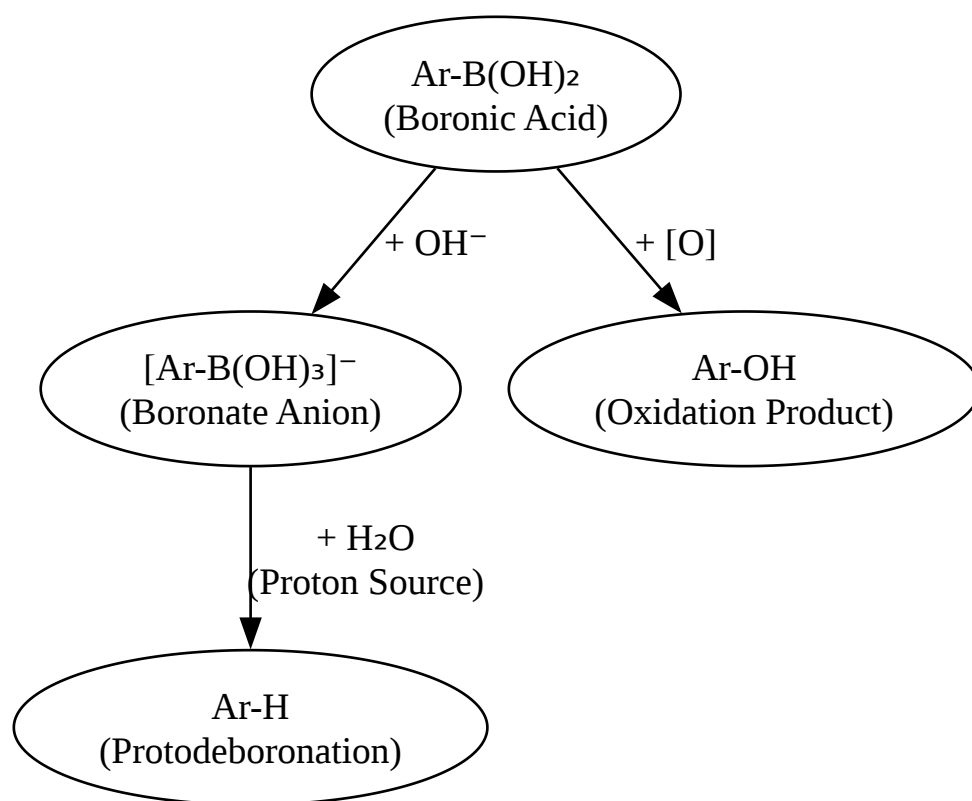 Ar-B(OH)₂
(Boronic Acid)
+ OH⁻
+ [O]
[Ar-B(OH)₃]⁻
(Boronate Anion)
Ar-OH
(Oxidation Product)
+ H₂O
(Proton Source)
Ar-H
(Protodeboronation)